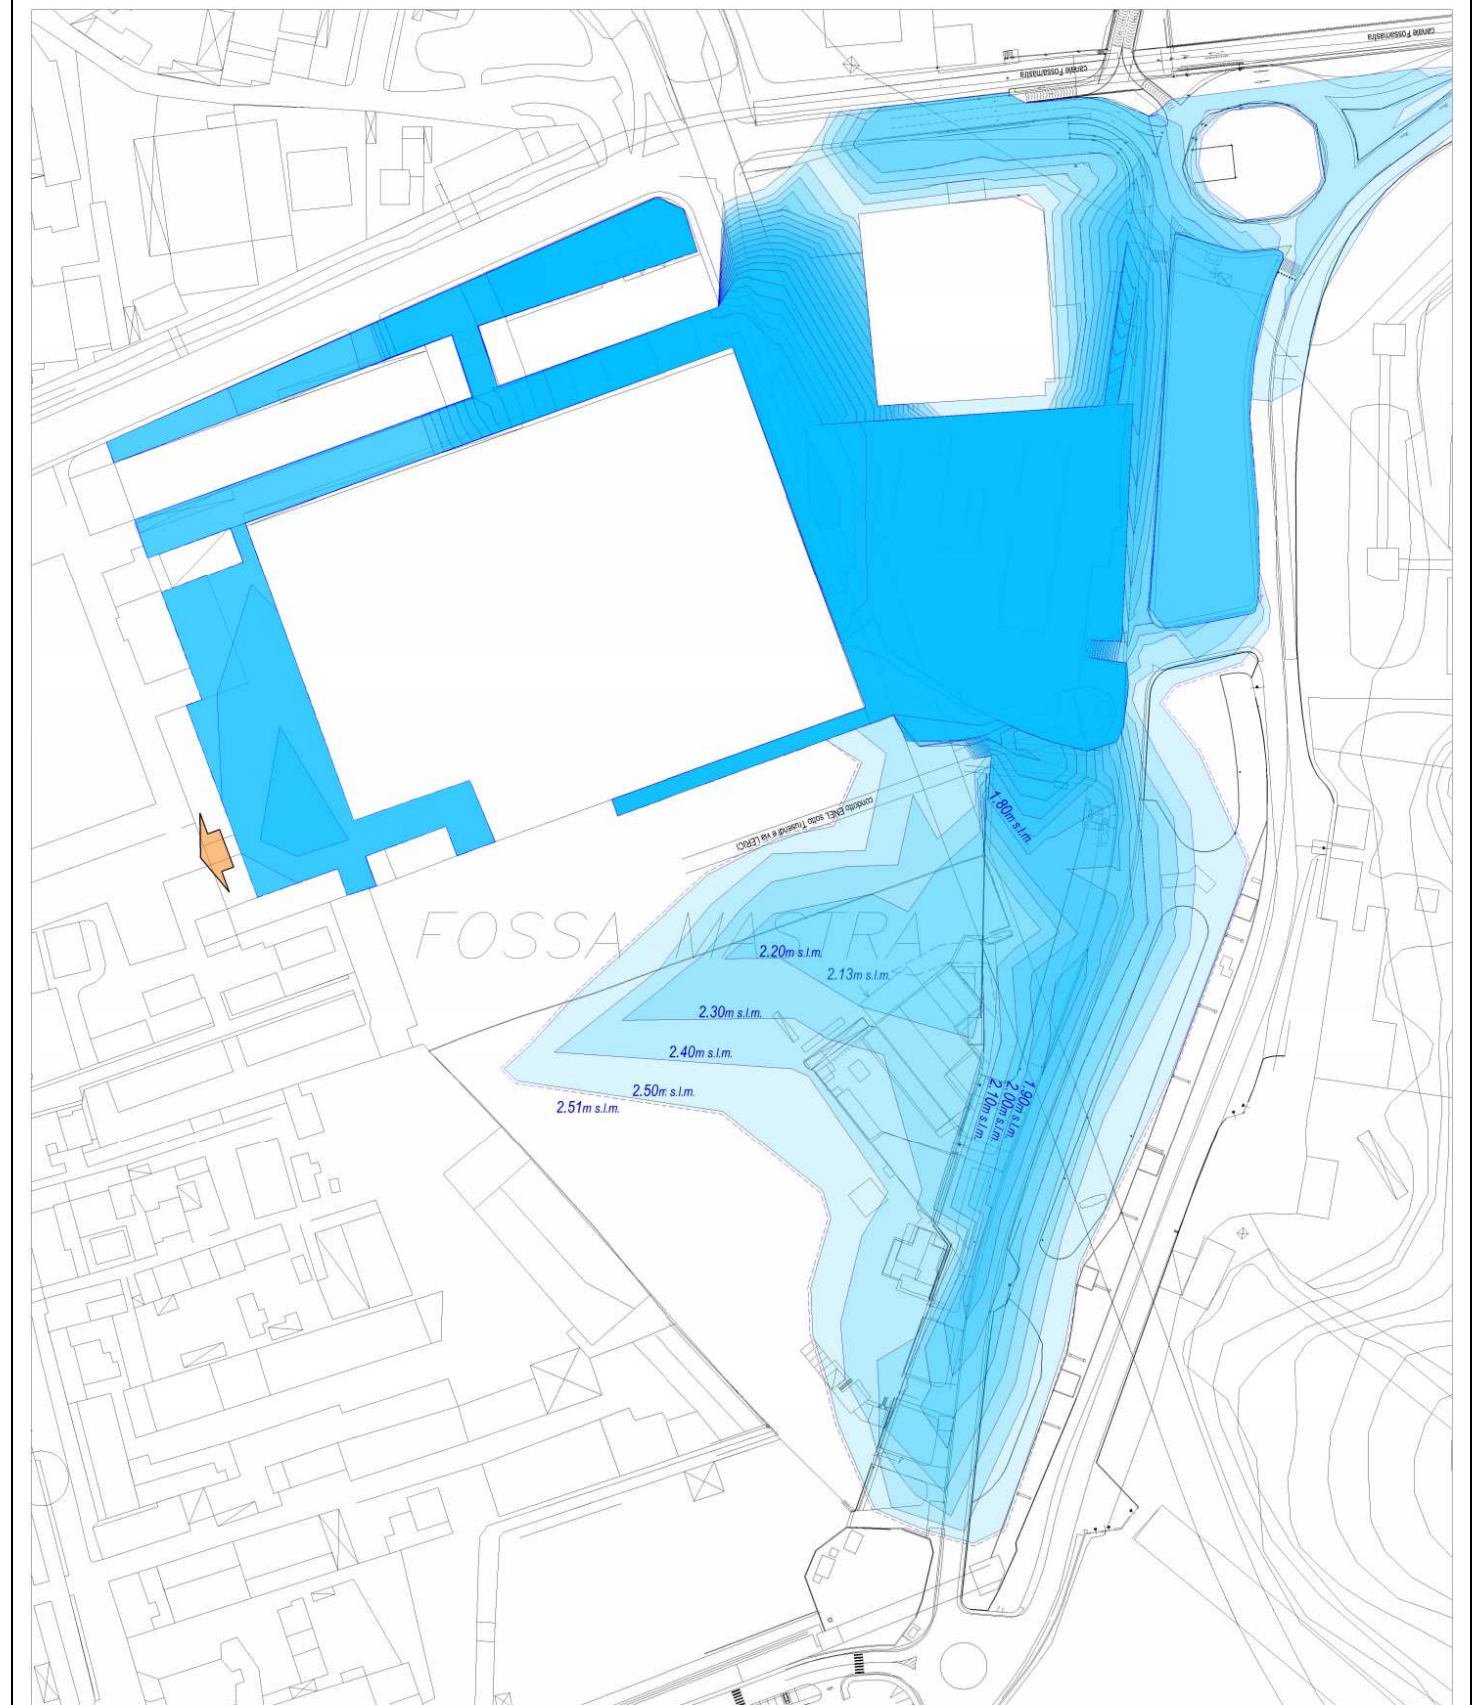 canale Fossamastra
canale Fossamastra
1.80m s.l.m.
condotto ENEL sotto Trusendi e via LERICI
FOSSA MASTRA
2.20m s.l.m.
2.13m s.l.m.
2.30m s.l.m.
2.40m s.l.m.
2.50m s.l.m.
2.51m s.l.m.
1.90m s.l.m.
2.00m s.l.m.
2.10m s.l.m.